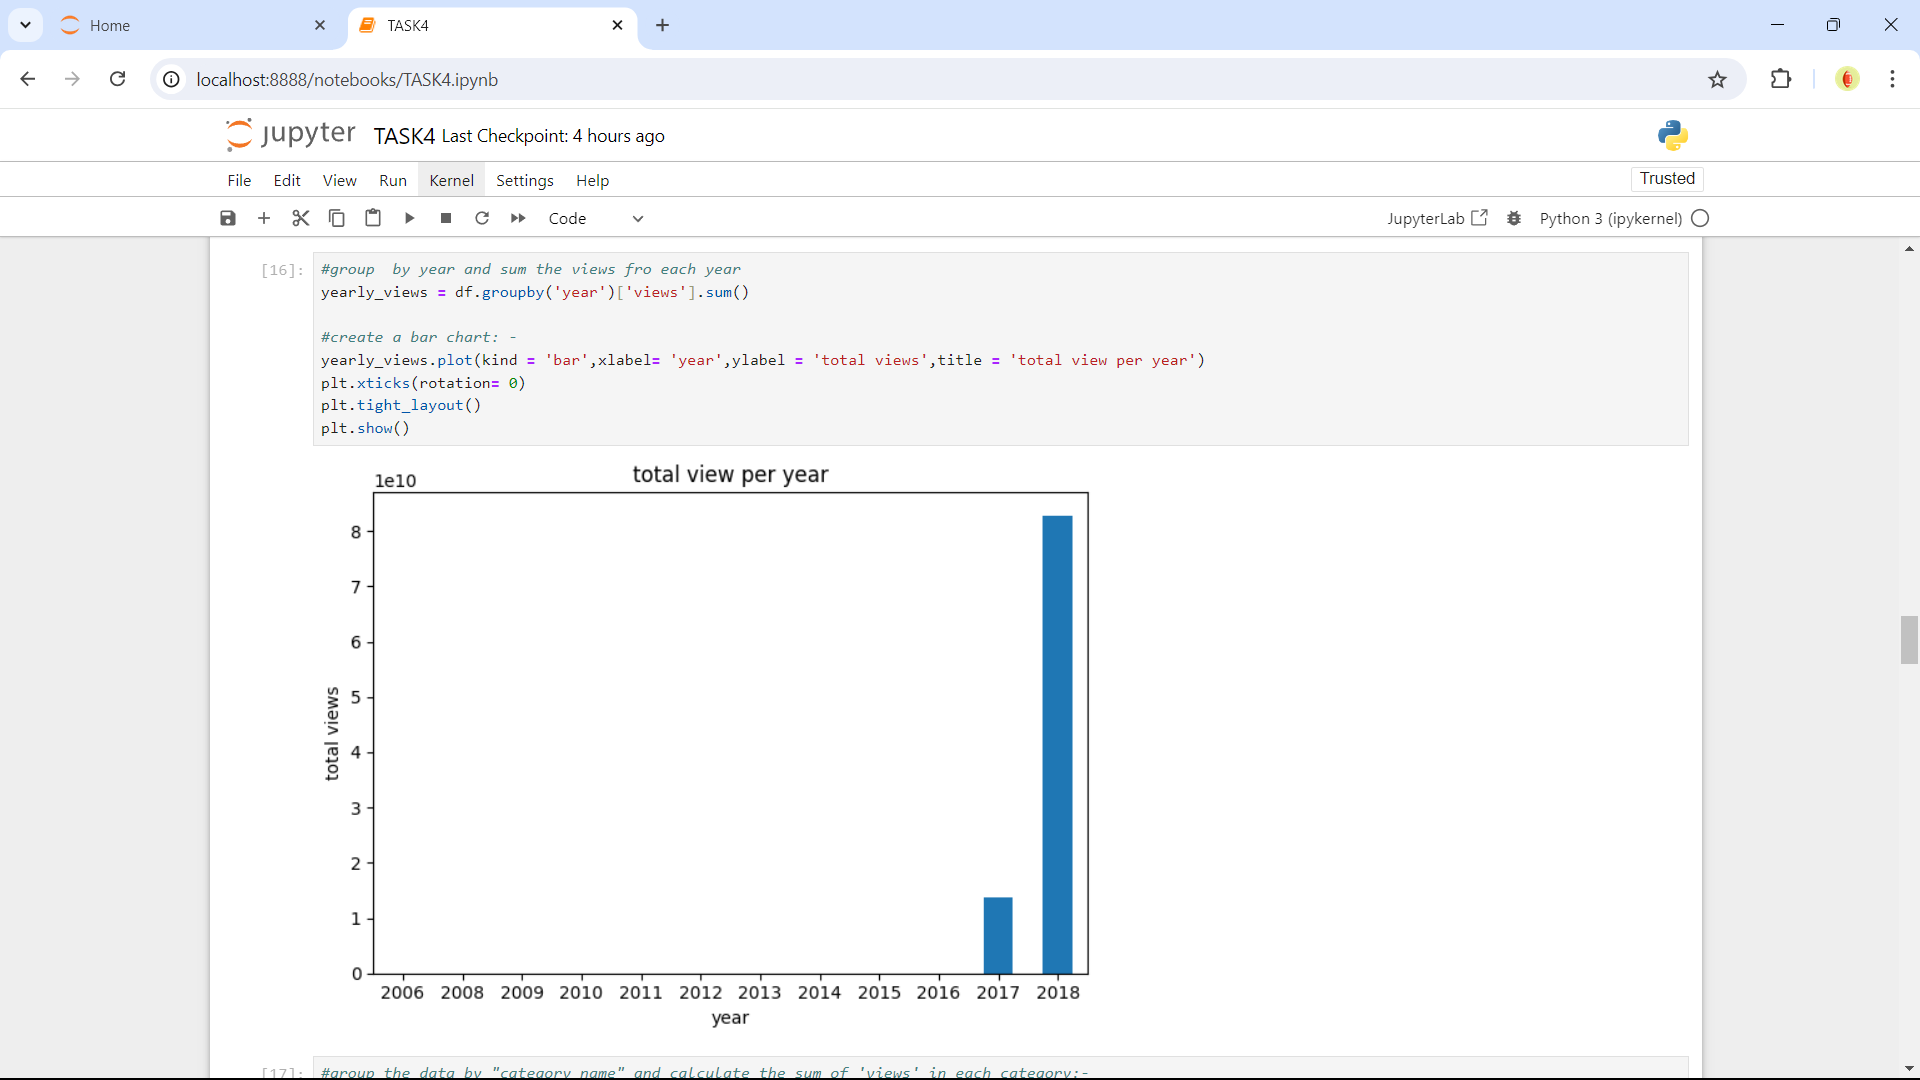 Home
TASK4
localhost:8888/notebooks/TASK4.ipynb
jupyter TASK4 Last Checkpoint: 4 hours ago
File Edit View Run Kernel Settings Help
Trusted
Code
JupyterLab
Python 3 (ipykernel)
[16]:
#group  by year and sum the views fro each year
yearly_views = df.groupby('year')['views'].sum()
#create a bar chart: -
yearly_views.plot(kind = 'bar',xlabel= 'year',ylabel = 'total views',title = 'total view per year')
plt.xticks(rotation= 0)
plt.tight_layout()
plt.show()
total view per year
1e10
8
7
6
5
4
3
2
1
0
total views
2006 2008 2009 2010 2011 2012 2013 2014 2015 2016 2017 2018
year
[17]:
#group the data by "category_name" and calculate the sum of 'views' in each category:-